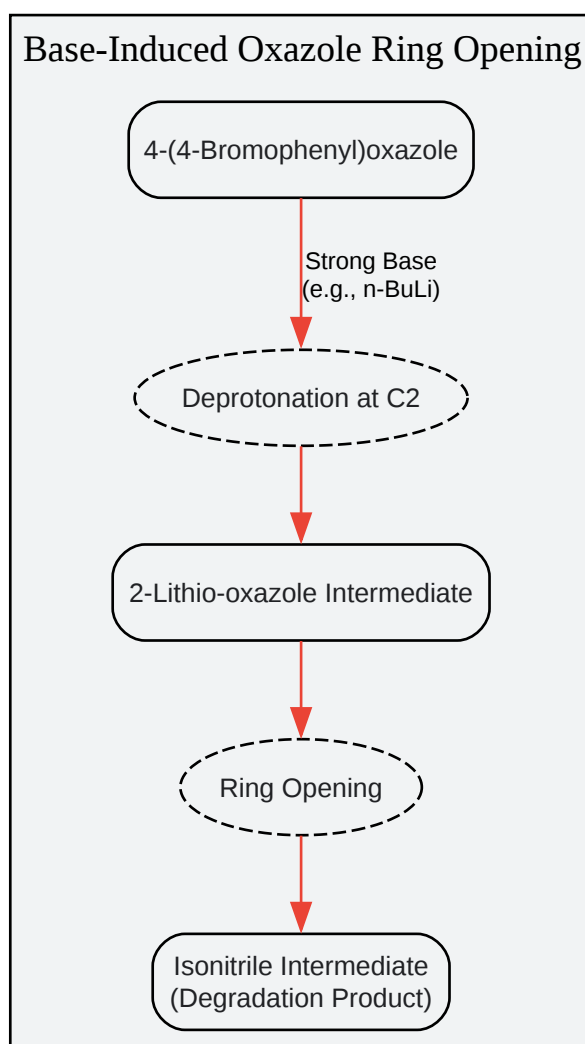 Base-Induced Oxazole Ring Opening
4-(4-Bromophenyl)oxazole
Strong Base
(e.g., n-BuLi)
Deprotonation at C2
2-Lithio-oxazole Intermediate
Ring Opening
Isonitrile Intermediate
(Degradation Product)